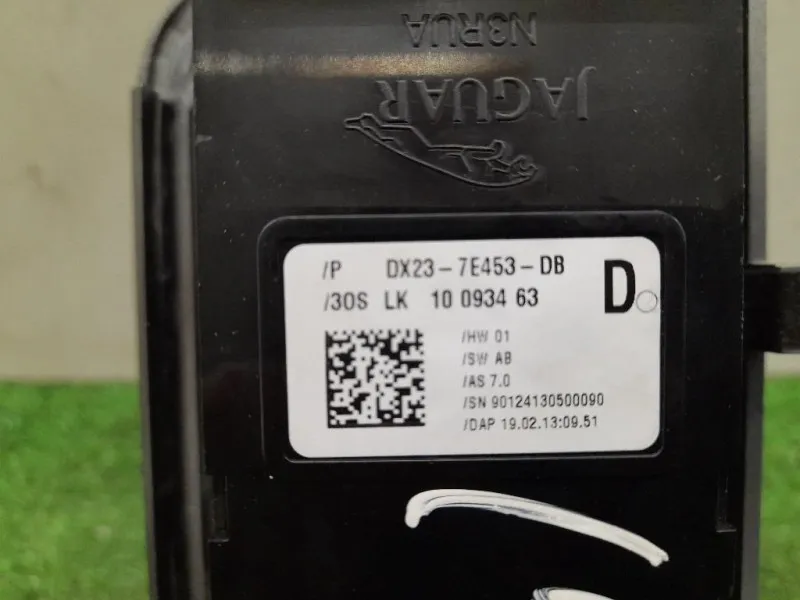 N3RUA
JAGUAR
/P DX23-7E453-DB
/30S LK 10 0934 63
D
/HW 01
/SW AB
/AS 7.0
/SN 90124130500090
/DAP 19.02.13:09.51